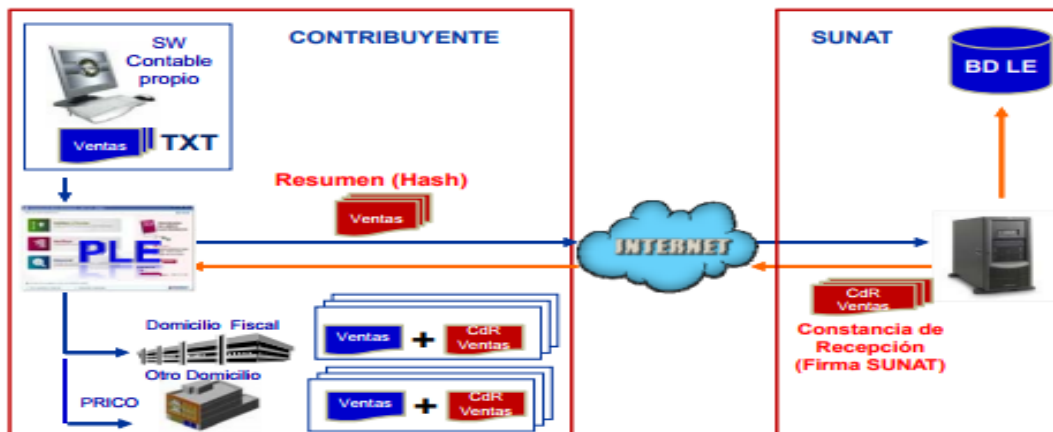 SW
Contable
propio
CONTRIBUYENTE
SUNAT
BD LE
Ventas
TXT
Resumen (Hash)
Ventas
PLE
INTERNET
CdR
Ventas
Constancia de
Recepción
(Firma SUNAT)
Domicilio Fiscal
Ventas + CdR
Ventas
Otro Domicilio
PRICO
Ventas + CdR
Ventas